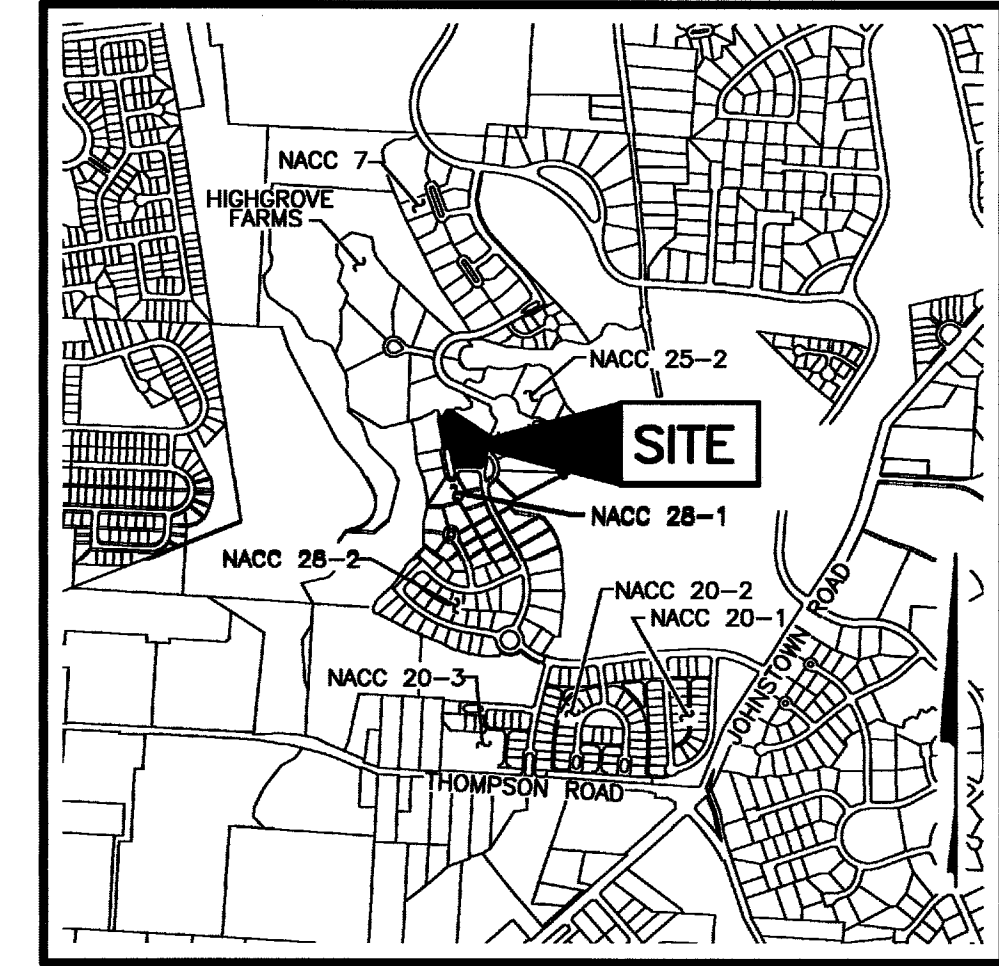 NACC 7
HIGHGROVE
FARMS
NACC 25-2
SITE
NACC 28-1
NACC 28-2
NACC 20-2
NACC 20-1
NACC 20-3
JOHNSTOWN ROAD
THOMPSON ROAD